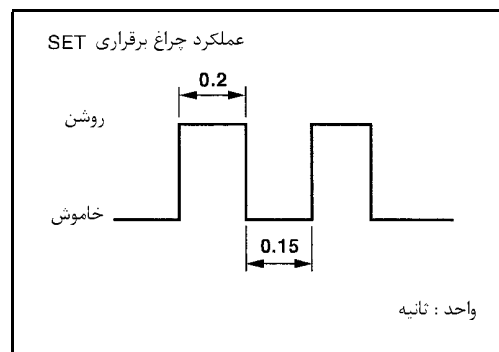 عملکرد چراغ برقراری SET
0.2
روشن
خاموش
0.15
واحد : ثانیه